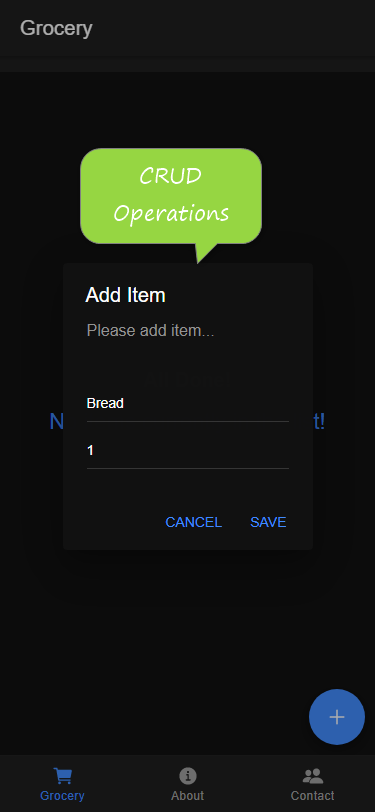 Grocery
CRUD
Operations
Add Item
Please add item...
Bread
1
CANCEL
SAVE
Grocery
About
Contact